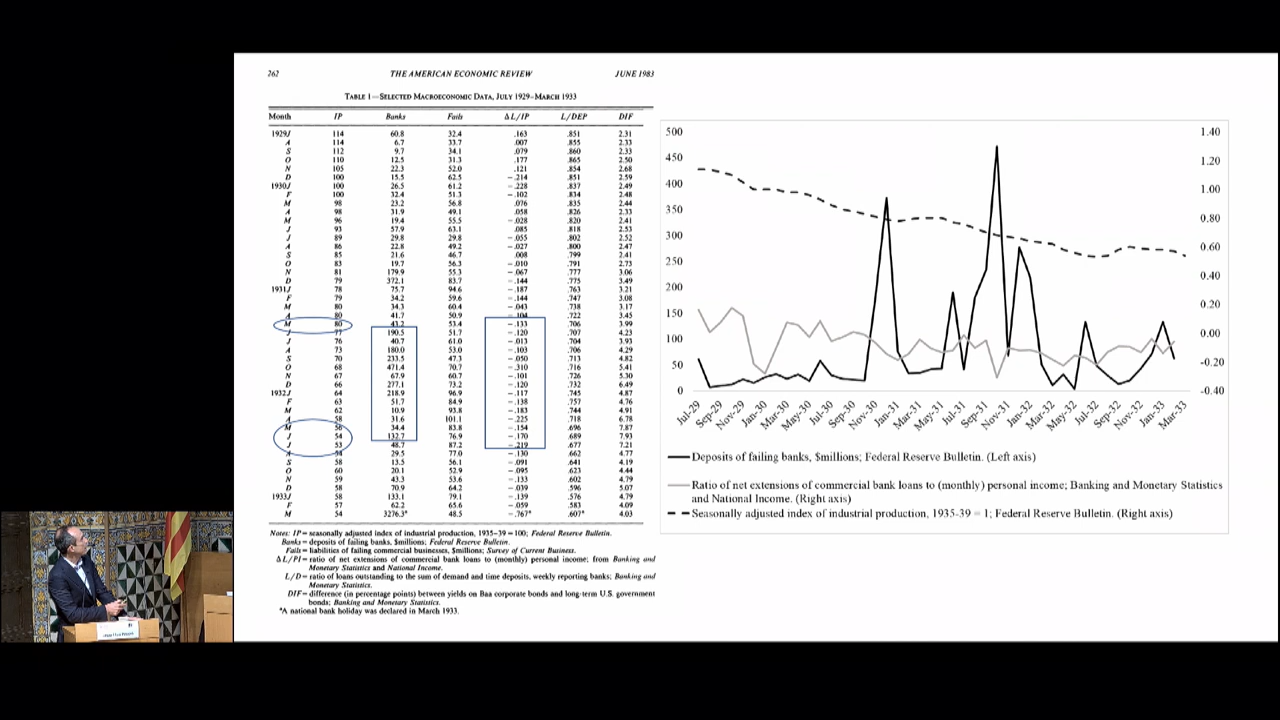 262 THE AMERICAN ECONOMIC REVIEW JUNE 1983
TABLE 1—SELECTED MACROECONOMIC DATA, JULY 1929–MARCH 1933
Month IP Banks Fails ΔL/IP L/DEP DIF
1929J 114 60.8 32.4 .163 .851 2.31
A 114 6.7 33.7 .007 .855 2.33
S 112 9.7 34.1 .079 .860 2.33
O 110 12.5 31.3 .177 .865 2.50
N 105 22.3 52.0 .121 .854 2.68
D 100 15.5 62.5 −.214 .851 2.59
1930J 100 26.5 61.2 −.228 .837 2.49
F 100 32.4 51.3 −.102 .834 2.48
M 98 23.2 56.8 .076 .835 2.44
A 98 31.9 49.1 .058 .826 2.33
M 96 19.4 55.5 −.028 .820 2.41
J 93 57.9 63.1 .085 .818 2.53
J 89 29.8 29.8 −.055 .802 2.52
A 86 22.8 49.2 −.027 .800 2.47
S 85 21.6 46.7 .008 .799 2.41
O 83 19.7 56.3 −.010 .791 2.73
N 81 179.9 55.3 −.067 .777 3.06
D 79 372.1 83.7 −.144 .775 3.49
1931J 78 75.7 94.6 −.187 .763 3.21
F 79 34.2 59.6 −.144 .747 3.08
M 80 34.3 60.4 −.043 .738 3.17
A 80 41.7 50.9 −.104 .722 3.45
M 80 43.2 53.4 −.133 .706 3.99
J 77 190.5 51.7 −.120 .707 4.23
J 76 40.7 61.0 −.013 .704 3.93
A 73 180.0 53.0 −.103 .706 4.29
S 70 233.5 47.3 −.050 .713 4.82
O 68 471.4 70.7 −.310 .716 5.41
N 67 67.9 60.7 −.101 .726 5.30
D 66 277.1 73.2 −.120 .732 6.49
1932J 64 218.9 96.9 −.117 .745 4.87
F 63 51.7 84.9 −.138 .757 4.76
M 62 10.9 93.8 −.183 .744 4.91
A 58 31.6 101.1 −.225 .718 6.78
M 56 34.4 83.8 −.154 .696 7.87
J 54 132.7 76.9 −.170 .689 7.93
J 53 48.7 87.2 −.219 .677 7.21
A 54 29.5 77.0 −.130 .662 4.77
S 58 13.5 56.1 −.091 .641 4.19
O 60 20.1 52.9 −.095 .623 4.44
N 59 43.3 53.6 −.133 .602 4.79
D 58 70.9 64.2 −.039 .596 5.07
1933J 58 133.1 79.1 −.139 .576 4.79
F 57 62.2 65.6 −.059 .583 4.09
M 54 3276.3* 48.5 −.767* .607* 4.03
Notes: IP = seasonally adjusted index of industrial production, 1935–39 = 100; Federal Reserve Bulletin.
Banks = deposits of failing banks, $millions; Federal Reserve Bulletin.
Fails = liabilities of failing commercial businesses, $millions; Survey of Current Business.
ΔL/PI = ratio of net extensions of commercial bank loans to (monthly) personal income; from Banking and
Monetary Statistics and National Income.
L/D = ratio of loans outstanding to the sum of demand and time deposits, weekly reporting banks; Banking and
Monetary Statistics.
DIF = difference (in percentage points) between yields on Baa corporate bonds and long-term U.S. government
bonds; Banking and Monetary Statistics.
*A national bank holiday was declared in March 1933.
500 1.40
450 1.20
400 1.00
350 0.80
300 0.60
250 0.40
200 0.20
150 0.00
100 -0.20
50 -0.40
0
Jul-29 Sep-29 Nov-29 Jan-30 Mar-30 May-30 Jul-30 Sep-30 Nov-30 Jan-31 Mar-31 May-31 Jul-31 Sep-31 Nov-31 Jan-32 Mar-32 May-32 Jul-32 Sep-32 Nov-32 Jan-33 Mar-33
Deposits of failing banks, $millions; Federal Reserve Bulletin. (Left axis)
Ratio of net extensions of commercial bank loans to (monthly) personal income; Banking and Monetary Statistics
and National Income. (Right axis)
Seasonally adjusted index of industrial production, 1935-39 = 1; Federal Reserve Bulletin. (Right axis)